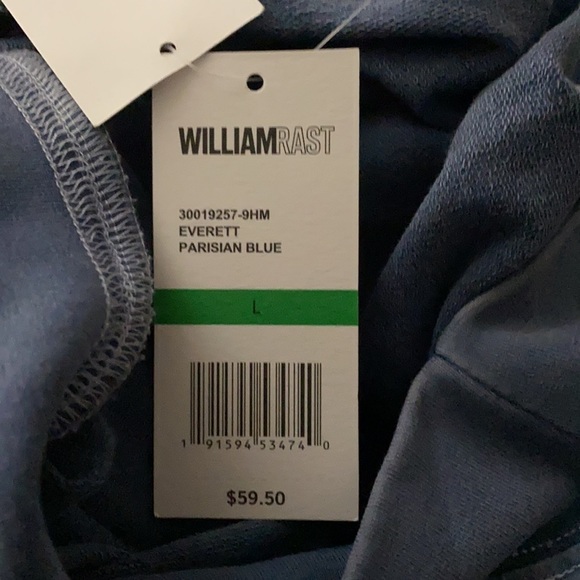 WILLIAMRAST
30019257-9HM
EVERETT
PARISIAN BLUE
L
1 91594 53474 0
$59.50